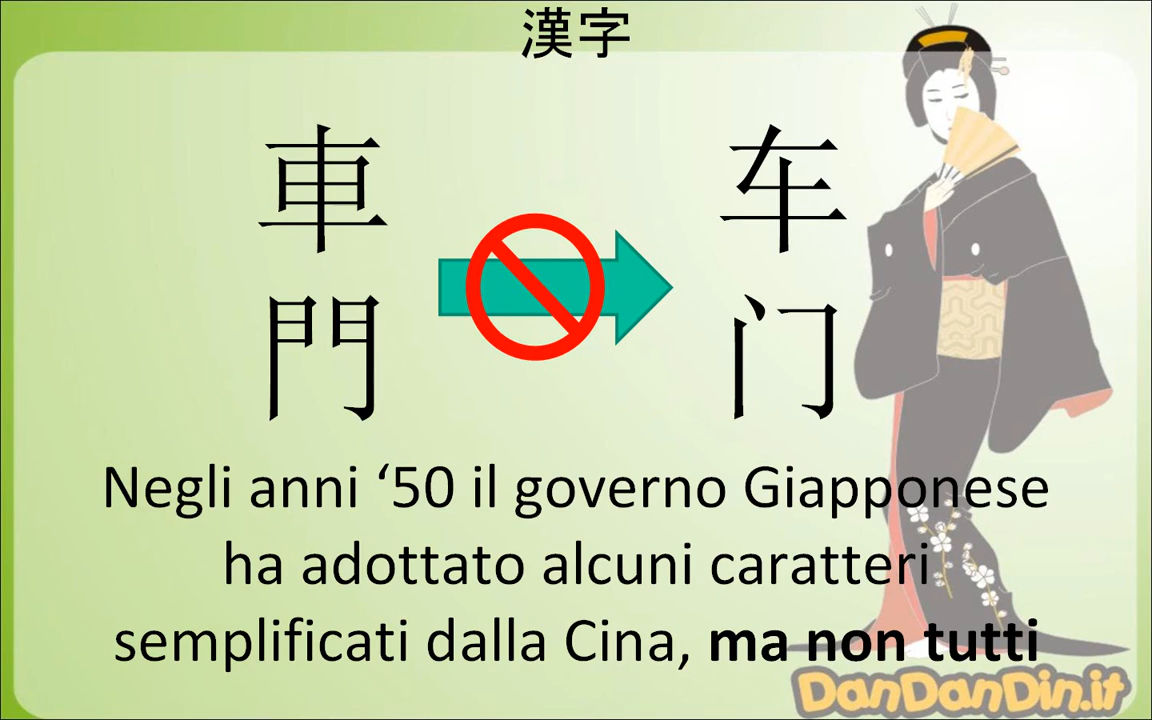 漢字
車 车
門 门
Negli anni ‘50 il governo Giapponese
ha adottato alcuni caratteri
semplificati dalla Cina, ma non tutti
DanDanDin.it